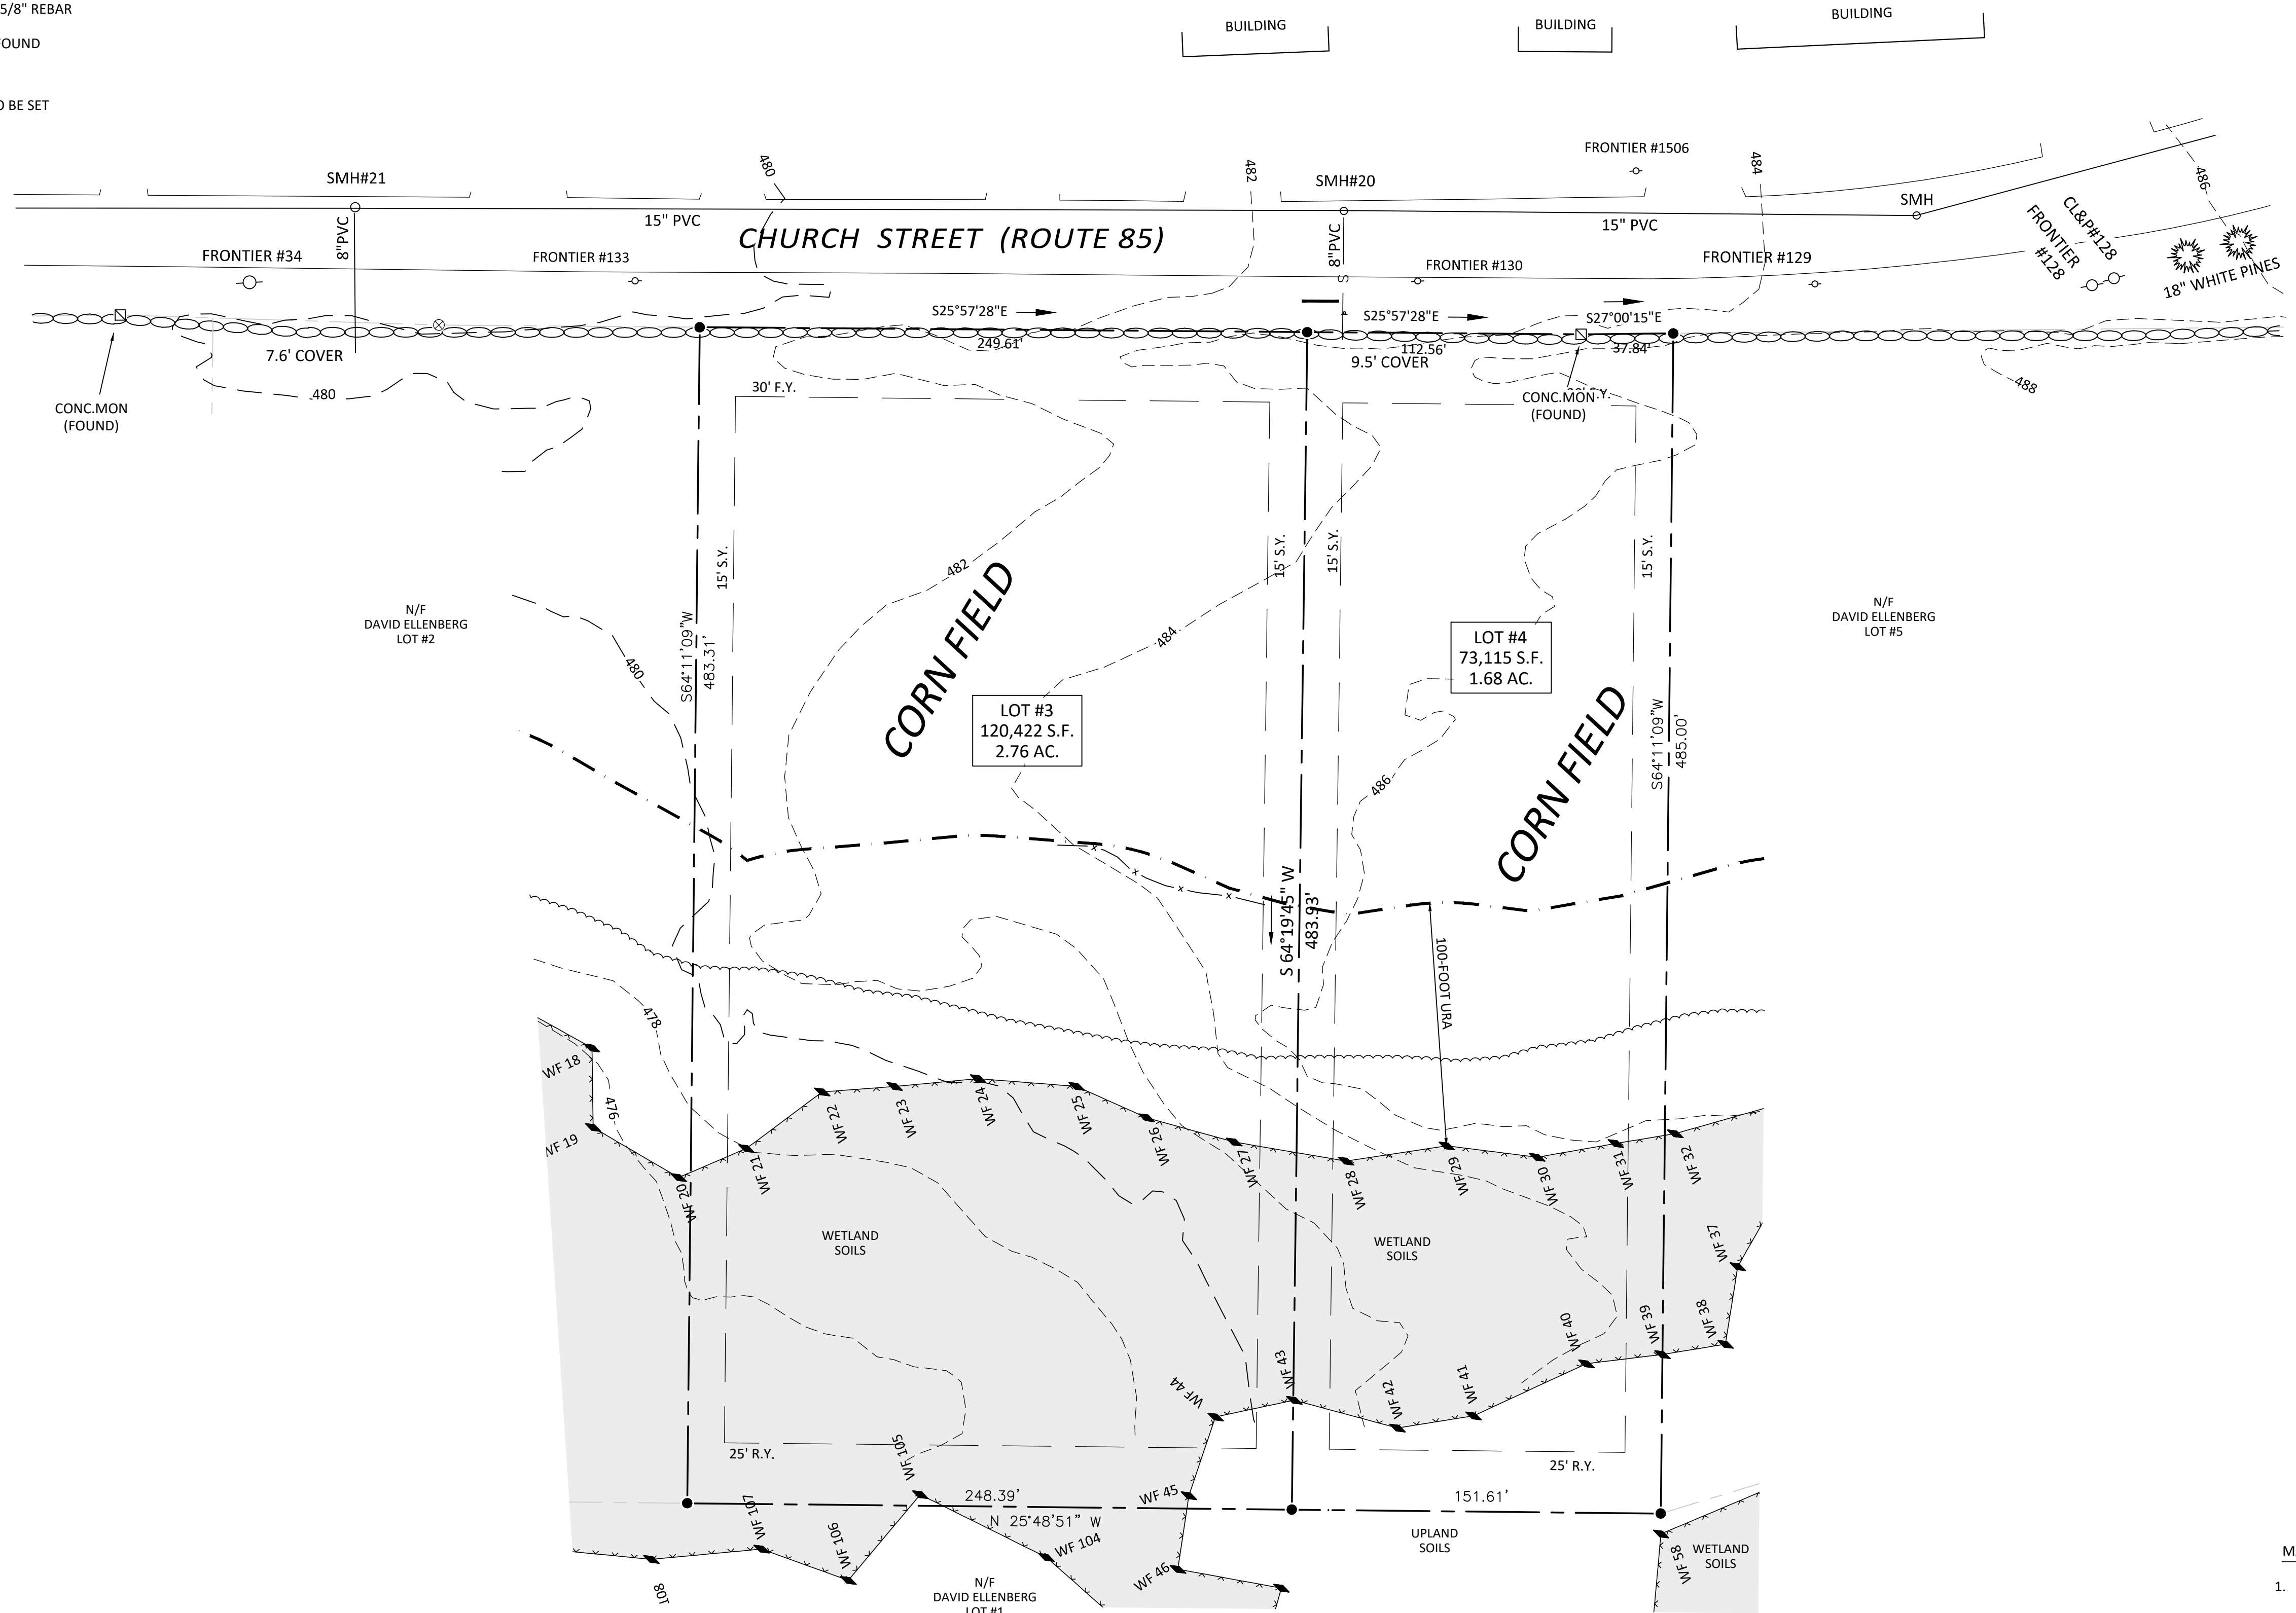 5/8" REBAR
FOUND
BE SET
BUILDING
BUILDING
BUILDING
480
482
484
486
FRONTIER #1506
SMH#21
SMH#20
SMH
15" PVC
15" PVC
8"PVC
8"PVC
S
CHURCH STREET (ROUTE 85)
FRONTIER #34
FRONTIER #133
FRONTIER #130
FRONTIER #129
CL&P#128
FRONTIER
#128
18" WHITE PINES
S25°57'28"E
S25°57'28"E
S27°00'15"E
249.61'
112.56'
37.84'
7.6' COVER
9.5' COVER
CONC.MON
(FOUND)
CONC.MON
(FOUND)
480
30' F.Y.
488
15' S.Y.
15' S.Y.
15' S.Y.
15' S.Y.
482
484
480
486
N/F
DAVID ELLENBERG
LOT #2
N/F
DAVID ELLENBERG
LOT #5
S64°11'09"W
483.31'
CORN FIELD
LOT #3
120,422 S.F.
2.76 AC.
LOT #4
73,115 S.F.
1.68 AC.
CORN FIELD
S64°11'09"W
485.00'
S 64°19'45" W
483.93'
x
x
x
x
100-FOOT URA
478
476
WF 18
WF 19
WF 20
WF 21
WF 22
WF 23
WF 24
WF 25
WF 26
WF 27
WF 28
WF 29
WF 30
WF 31
WF 32
WF 37
WF 38
WF 39
WF 40
WF 41
WF 42
WF 43
WF 44
WF 45
WF 46
WETLAND
SOILS
WETLAND
SOILS
25' R.Y.
25' R.Y.
248.39'
N 25°48'51" W
151.61'
WF 105
WF 107
WF 106
WF 104
108
WF 58
UPLAND
SOILS
WETLAND
SOILS
N/F
DAVID ELLENBERG
LOT #1
M
1.